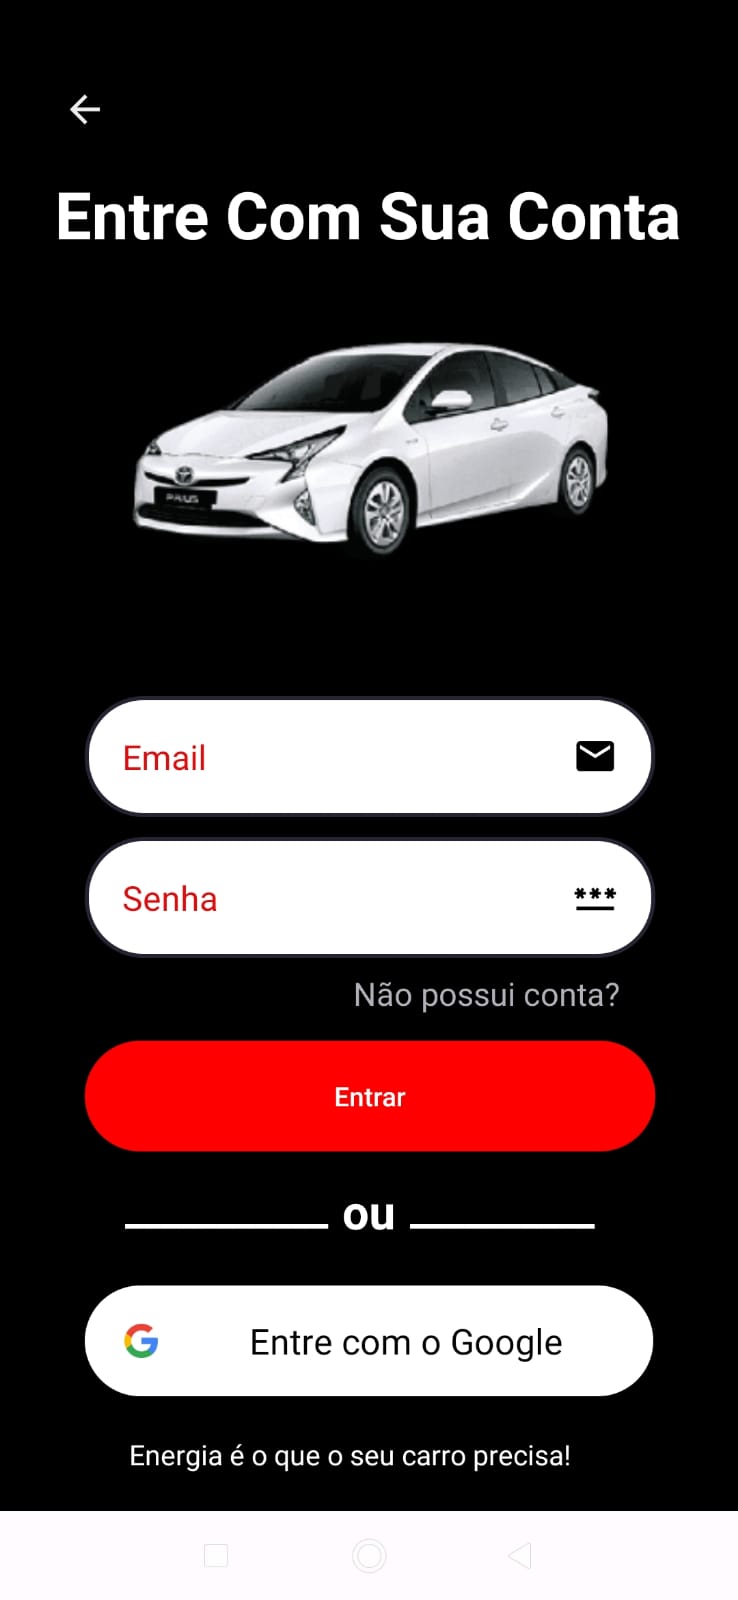 Entre Com Sua Conta
PRIUS
Email
Senha
***
Não possui conta?
Entrar
ou
G
Entre com o Google
Energia é o que o seu carro precisa!